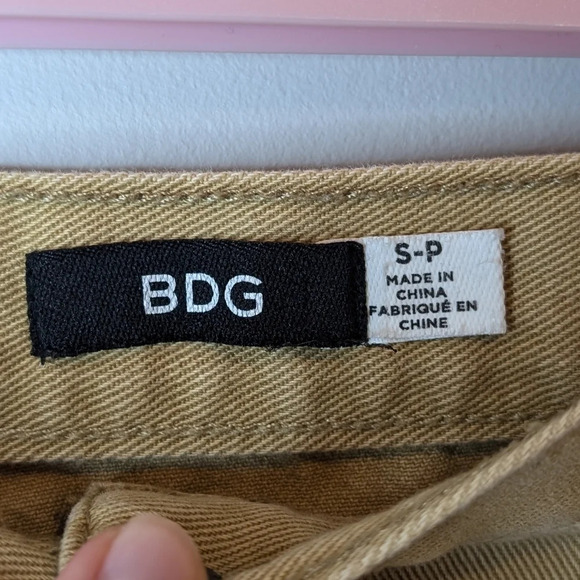 BDG
S-P
MADE IN
CHINA
FABRIQUÉ EN
CHINE